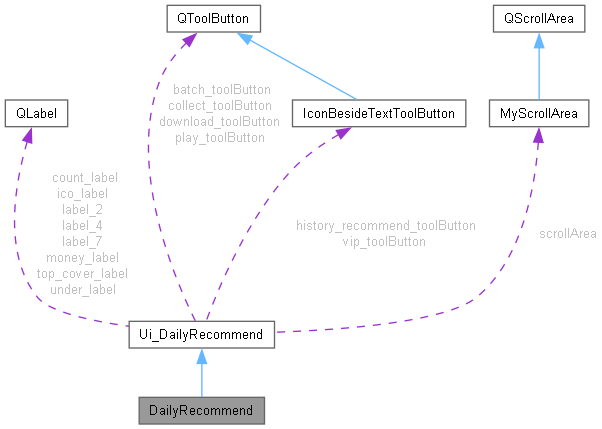 QToolButton
QScrollArea
batch_toolButton
collect_toolButton
download_toolButton
play_toolButton
QLabel
IconBesideTextToolButton
MyScrollArea
count_label
ico_label
label_2
label_4
label_7
money_label
top_cover_label
under_label
history_recommend_toolButton
vip_toolButton
scrollArea
Ui_DailyRecommend
DailyRecommend